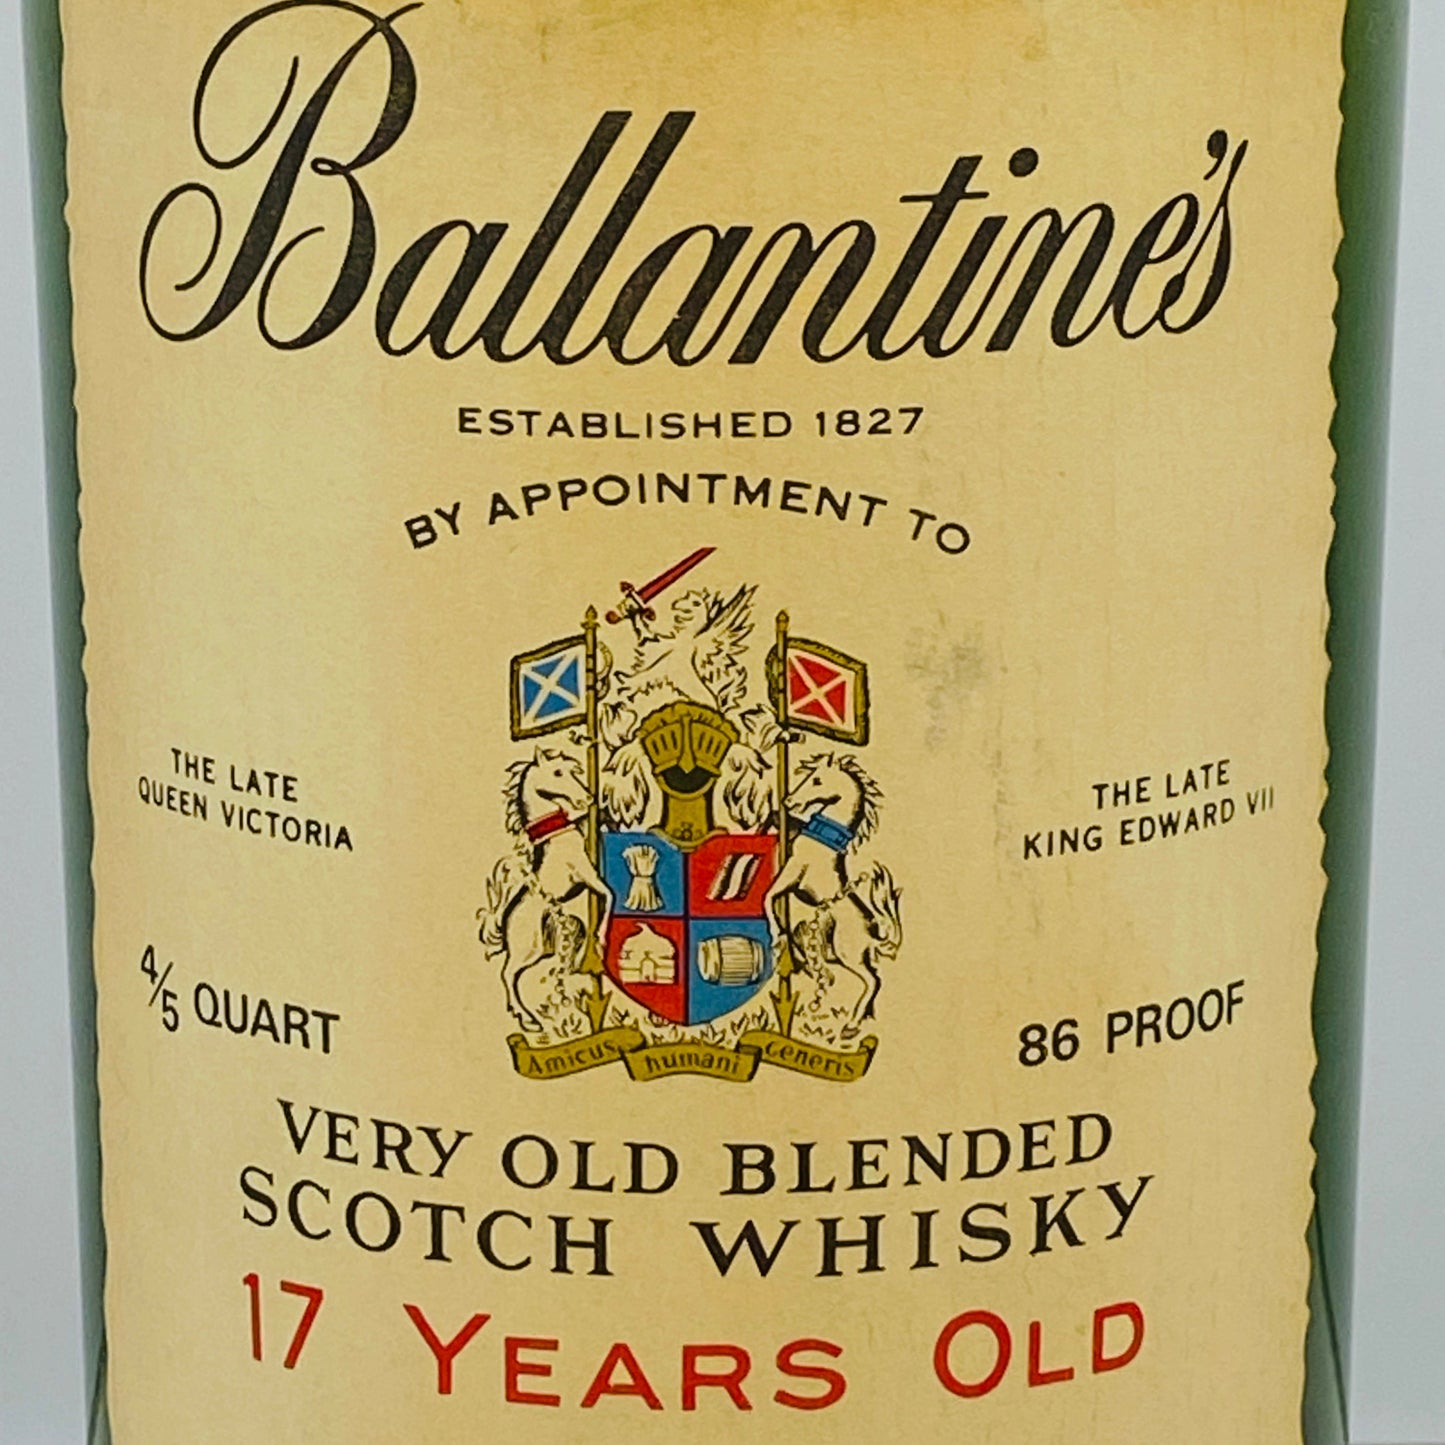 Ballantine's
ESTABLISHED 1827
BY APPOINTMENT TO
THE LATE
QUEEN VICTORIA
THE LATE
KING EDWARD VII
4/5 QUART
86 PROOF
Amicus humani Generis
VERY OLD BLENDED
SCOTCH WHISKY
17 YEARS OLD